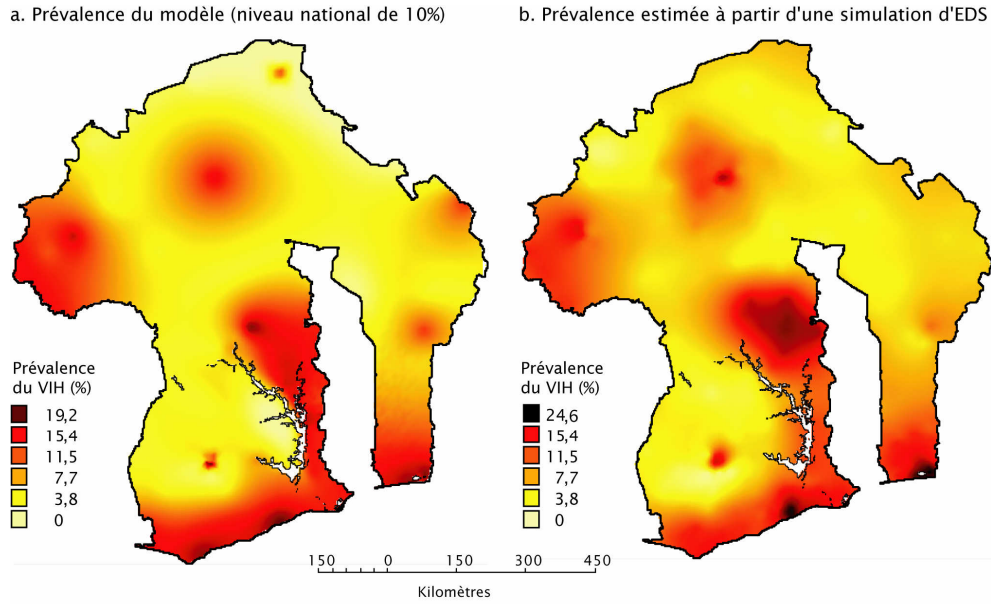 a. Prévalence du modèle (niveau national de 10%)
b. Prévalence estimée à partir d'une simulation d'EDS
Prévalence
du VIH (%)
19,2
15,4
11,5
7,7
3,8
0
Prévalence
du VIH (%)
24,6
15,4
11,5
7,7
3,8
0
150 0 150 300 450
Kilomètres